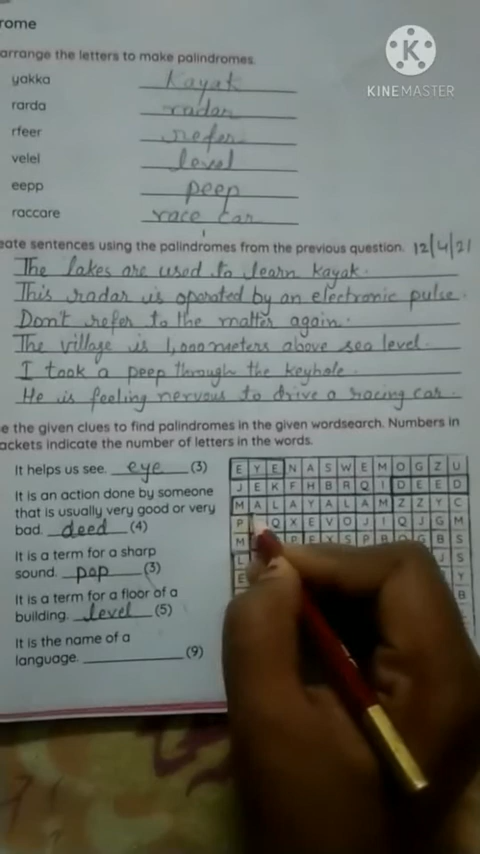 rome
arrange the letters to make palindromes.
KINEMASTER
yakka kayak
rarda radar
rfeer refer
velel level
eepp peep
raccare race car
eate sentences using the palindromes from the previous question. 12/4/21
The lakes are used to learn kayak.
This radar is operated by an electronic pulse.
Don't refer to the matter again.
The village is 1,000 meters above sea level.
I took a peep through the keyhole.
He is feeling nervous to drive a racing car.
e the given clues to find palindromes in the given wordsearch. Numbers in
ackets indicate the number of letters in the words.
It helps us see. eye (3)
It is an action done by someone
that is usually very good or very
bad. deed (4)
It is a term for a sharp
sound. pop (3)
It is a term for a floor of a
building. level (5)
It is the name of a
language. (9)
E Y E N A S W E M O G Z U
J E K F H B R Q I D E E D
M A L A Y A L A M Z Z Y C
P Q X E V O J I Q J G M
M P E X S P B O G B S
L J S
E Y
B